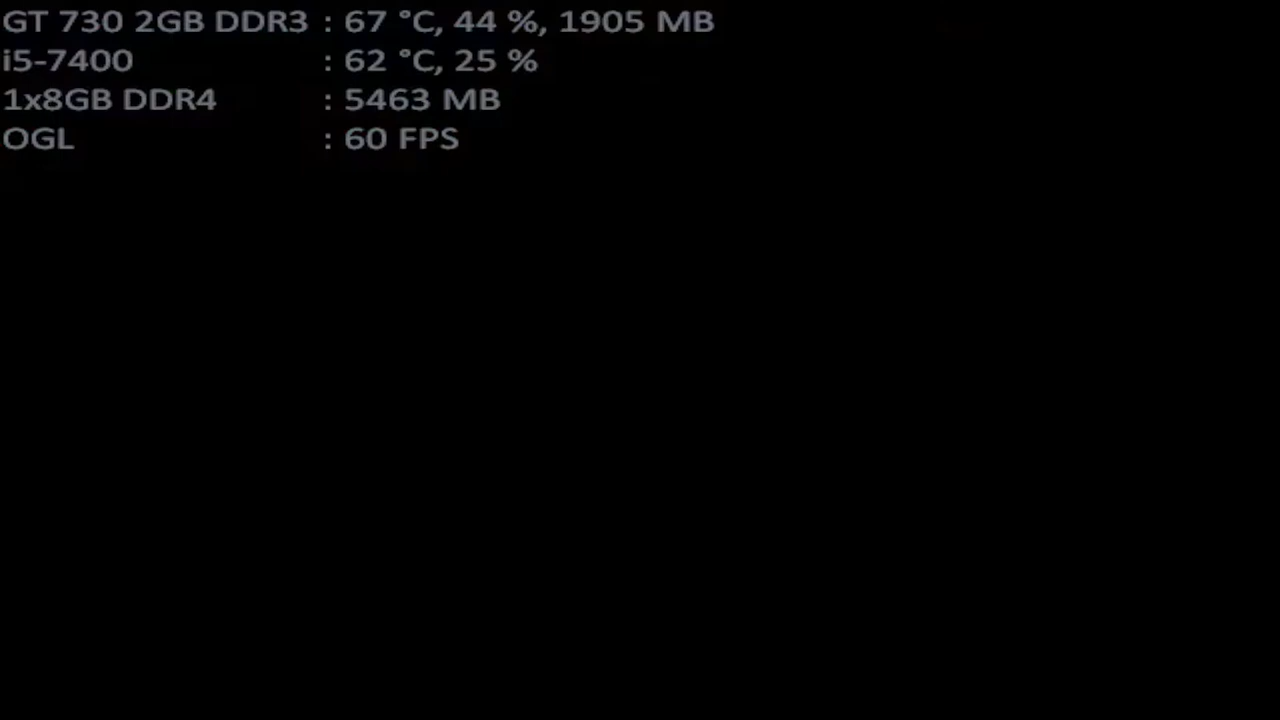 GT 730 2GB DDR3 : 67 °C, 44 %, 1905 MB
i5-7400 : 62 °C, 25 %
1x8GB DDR4 : 5463 MB
OGL : 60 FPS